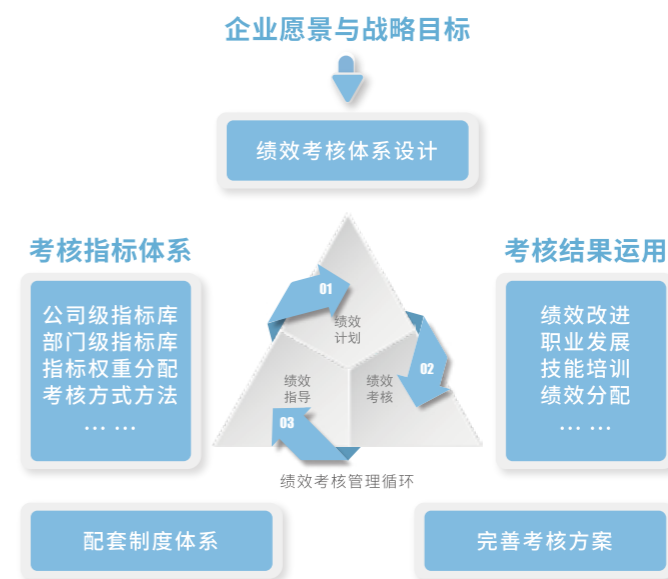 企业愿景与战略目标
绩效考核体系设计
考核指标体系
公司级指标库
部门级指标库
指标权重分配
考核方式方法
... ...
01
绩效
计划
02
绩效
考核
绩效
指导
03
绩效考核管理循环
考核结果运用
绩效改进
职业发展
技能培训
绩效分配
... ...
配套制度体系
完善考核方案